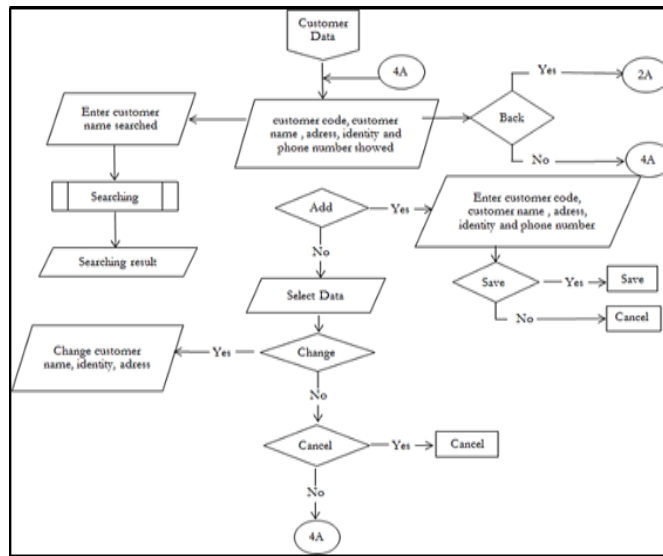 Customer
Data
4A
Yes
2A
Enter customer
name searched
customer code, customer
name , adress, identity and
phone number showed
Back
No
4A
Searching
Add
Yes
Enter customer code,
customer name , adress,
identity and phone number
No
Searching result
Select Data
Save
Yes
Save
No
Cancel
Change customer
name, identity, adress
Yes
Change
No
Cancel
Yes
Cancel
No
4A